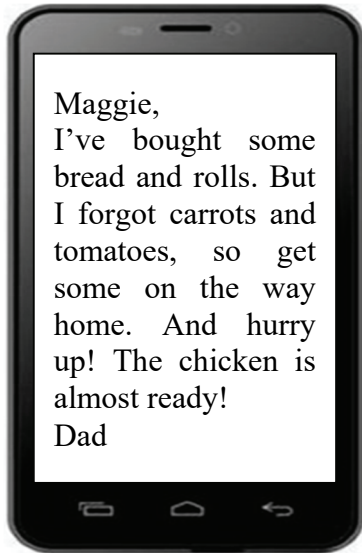 Maggie,
I’ve bought some
bread and rolls. But
I forgot carrots and
tomatoes, so get
some on the way
home. And hurry
up! The chicken is
almost ready!
Dad